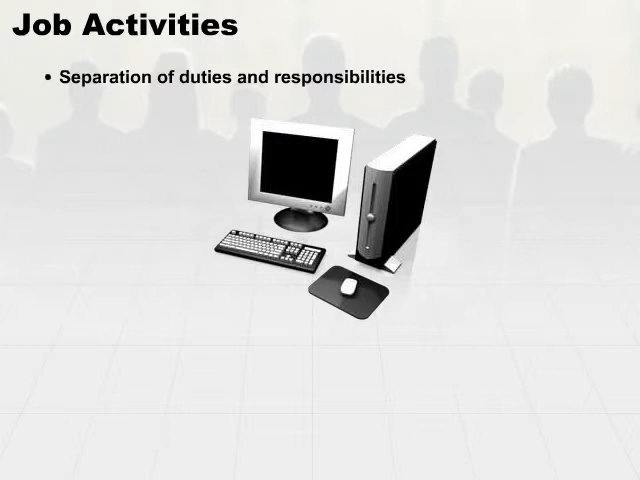 Job Activities
• Separation of duties and responsibilities